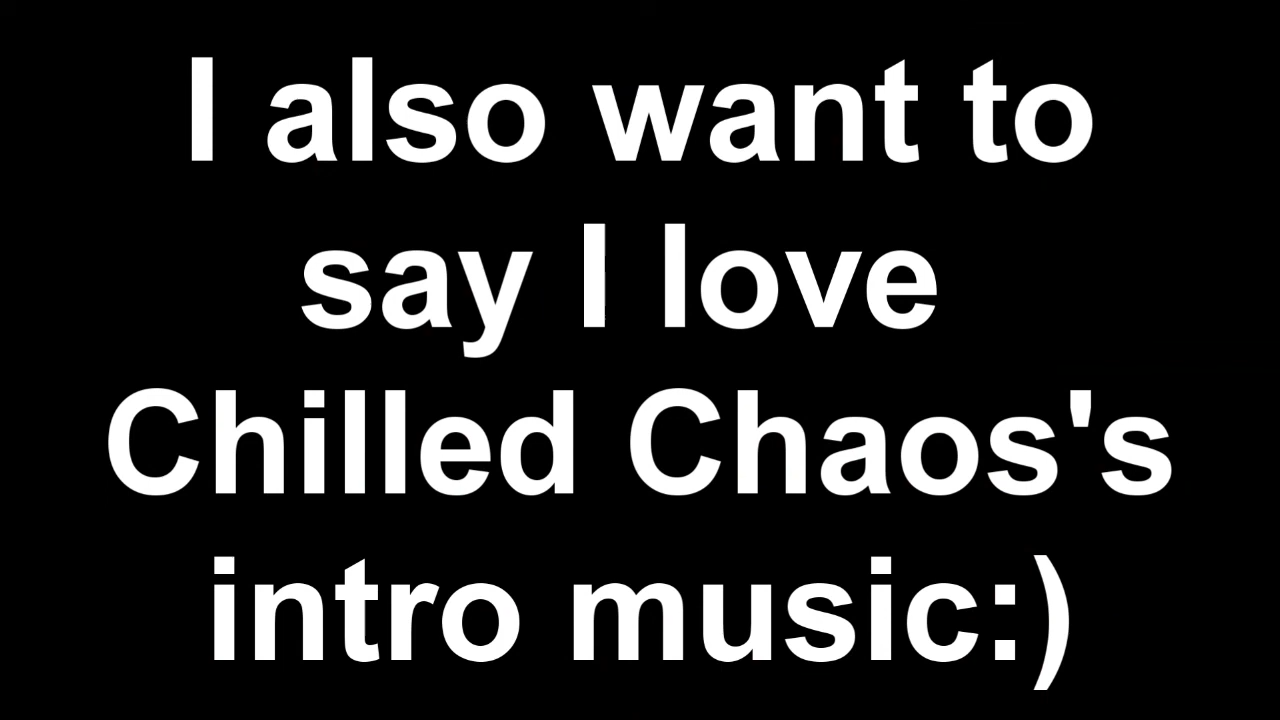 I also want to
say I love
Chilled Chaos's
intro music:)